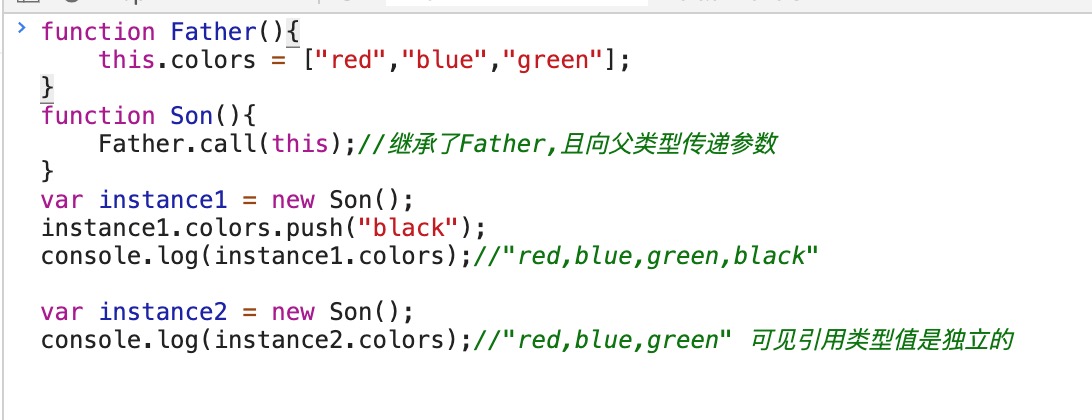 function Father(){
    this.colors = ["red","blue","green"];
}
function Son(){
    Father.call(this);//继承了Father,且向父类型传递参数
}
var instance1 = new Son();
instance1.colors.push("black");
console.log(instance1.colors);//"red,blue,green,black"
var instance2 = new Son();
console.log(instance2.colors);//"red,blue,green" 可见引用类型值是独立的